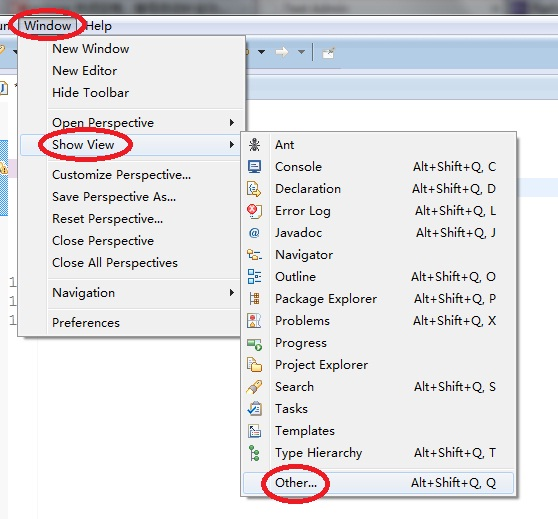 Window Help
New Window
New Editor
Hide Toolbar
Open Perspective
Show View
Customize Perspective...
Save Perspective As...
Reset Perspective...
Close Perspective
Close All Perspectives
Navigation
Preferences
Ant
Console Alt+Shift+Q, C
Declaration Alt+Shift+Q, D
Error Log Alt+Shift+Q, L
Javadoc Alt+Shift+Q, J
Navigator
Outline Alt+Shift+Q, O
Package Explorer Alt+Shift+Q, P
Problems Alt+Shift+Q, X
Progress
Project Explorer
Search Alt+Shift+Q, S
Tasks
Templates
Type Hierarchy Alt+Shift+Q, T
Other... Alt+Shift+Q, Q